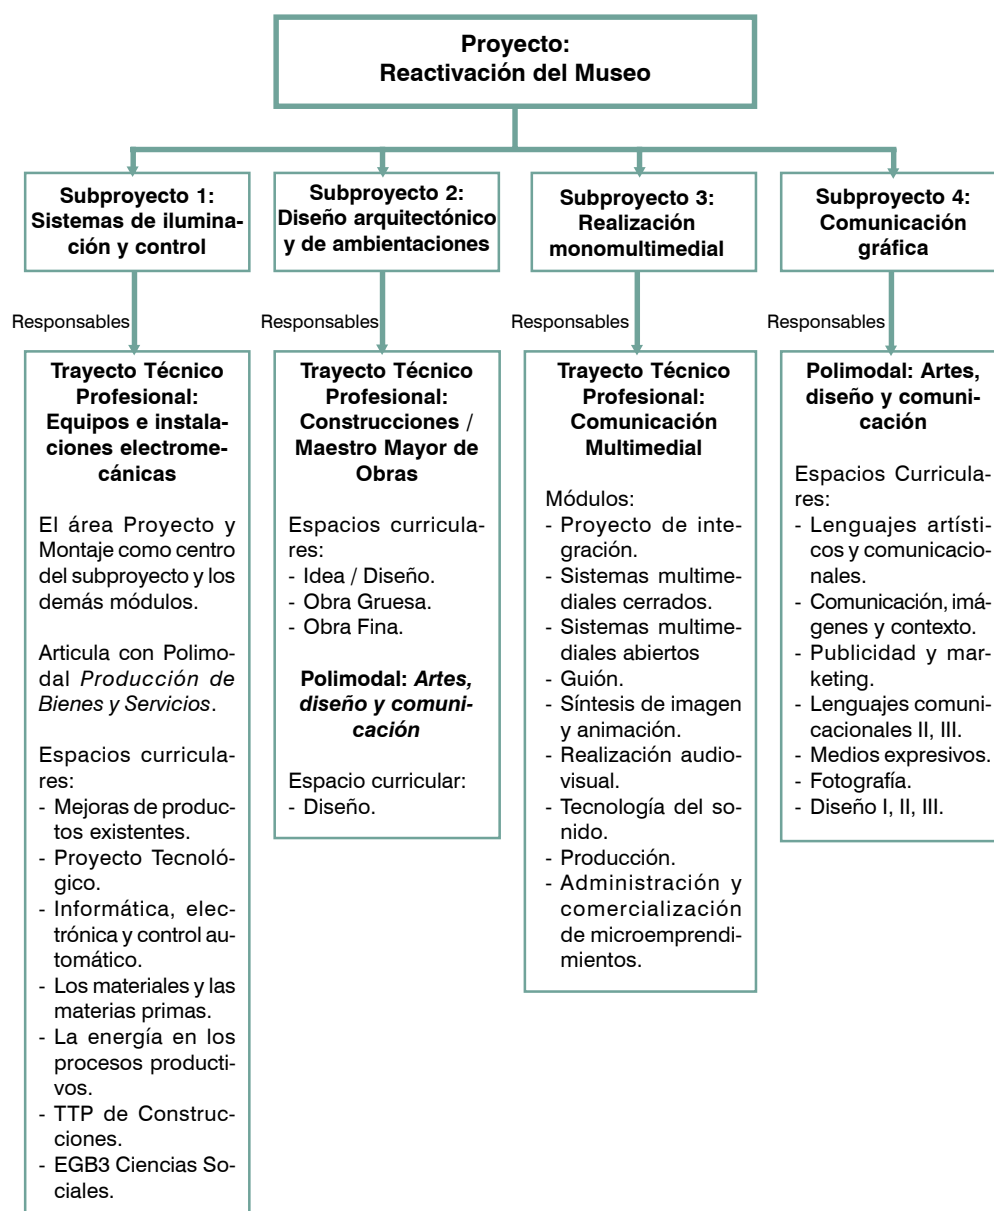 Proyecto:
Reactivación del Museo
Subproyecto 1:
Sistemas de ilumina-
ción y control
Subproyecto 2:
Diseño arquitectónico
y de ambientaciones
Subproyecto 3:
Realización
monomultimedial
Subproyecto 4:
Comunicación
gráfica
Responsables
Responsables
Responsables
Responsables
Trayecto Técnico
Profesional:
Equipos e instala-
ciones electrome-
cánicas
El área Proyecto y
Montaje como centro
del subproyecto y los
demás módulos.
Articula con Polimo-
dal Producción de
Bienes y Servicios.
Espacios curricula-
res:
- Mejoras de produc-
tos existentes.
- Proyecto Tecnoló-
gico.
- Informática, elec-
trónica y control au-
tomático.
- Los materiales y las
materias primas.
- La energía en los
procesos producti-
vos.
- TTP de Construc-
ciones.
- EGB3 Ciencias So-
ciales.
Trayecto Técnico
Profesional:
Construcciones /
Maestro Mayor de
Obras
Espacios curricula-
res:
- Idea / Diseño.
- Obra Gruesa.
- Obra Fina.
Polimodal: Artes,
diseño y comuni-
cación
Espacio curricular:
- Diseño.
Trayecto Técnico
Profesional:
Comunicación
Multimedial
Módulos:
- Proyecto de inte-
gración.
- Sistemas multime-
diales cerrados.
- Sistemas multime-
diales abiertos
- Guión.
- Síntesis de imagen
y animación.
- Realización audio-
visual.
- Tecnología del so-
nido.
- Producción.
- Administración y
comercialización
de microemprendi-
mientos.
Polimodal: Artes,
diseño y comuni-
cación
Espacios Curricula-
res:
- Lenguajes artísti-
cos y comunicacio-
nales.
- Comunicación, imá-
genes y contexto.
- Publicidad y mar-
keting.
- Lenguajes comuni-
cacionales II, III.
- Medios expresivos.
- Fotografía.
- Diseño I, II, III.